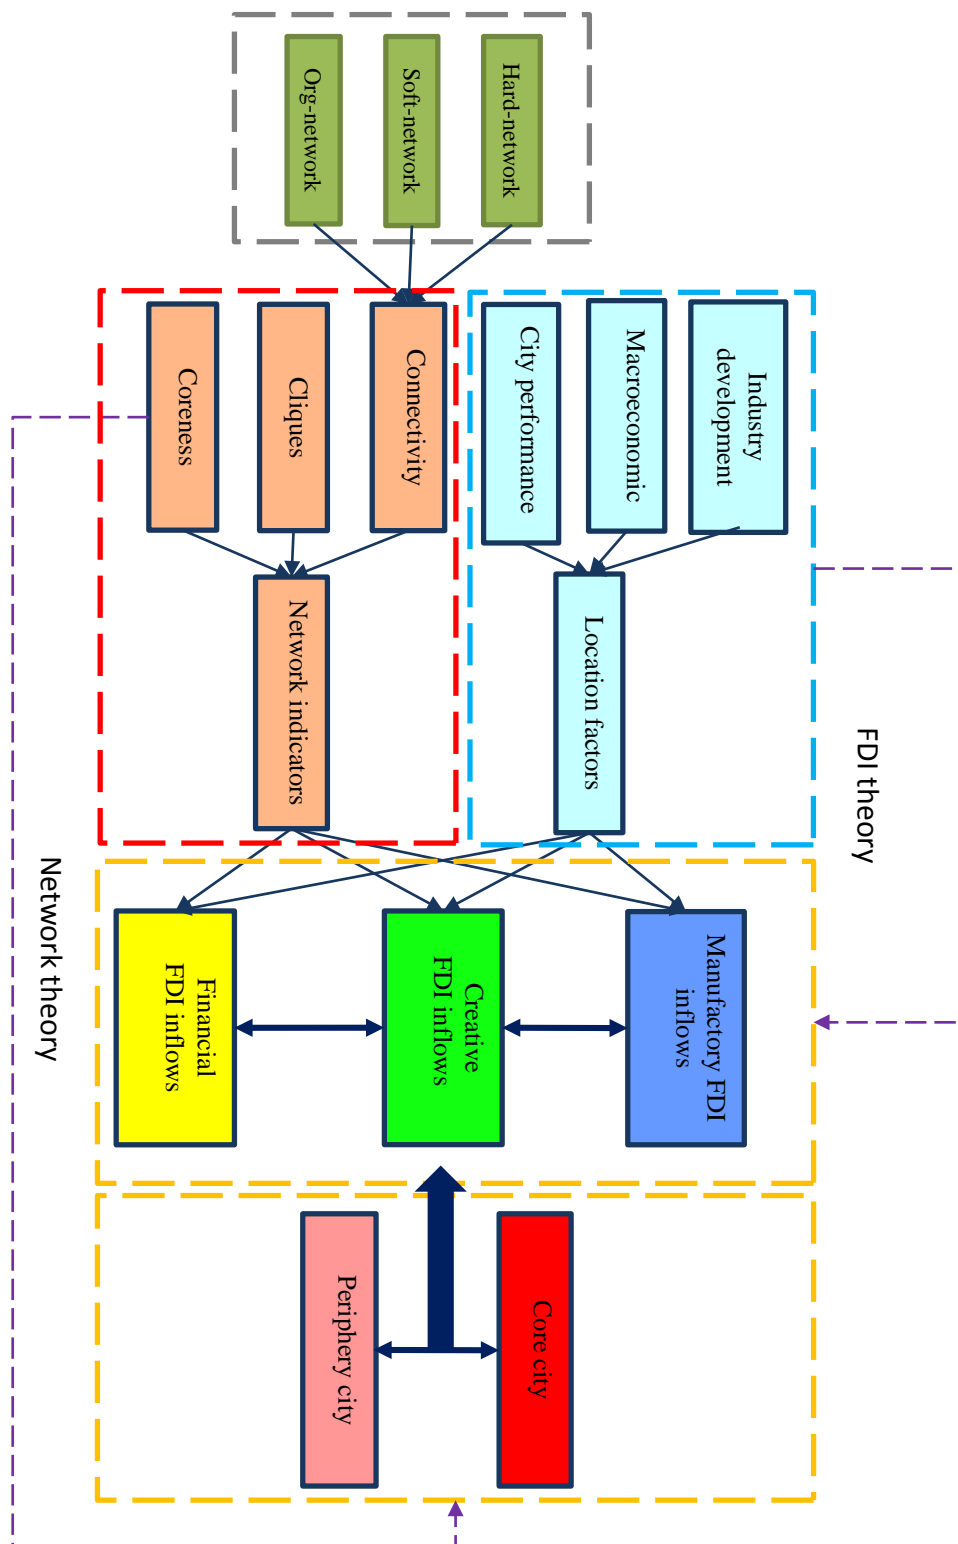 FDI theory
Hard-network
Soft-network
Org-network
Industry
development
Macroeconomic
City performance
Location factors
Connectivity
Cliques
Coreness
Network indicators
Manufactory FDI
inflows
Creative
FDI inflows
Financial
FDI inflows
Core city
Periphery city
Network theory